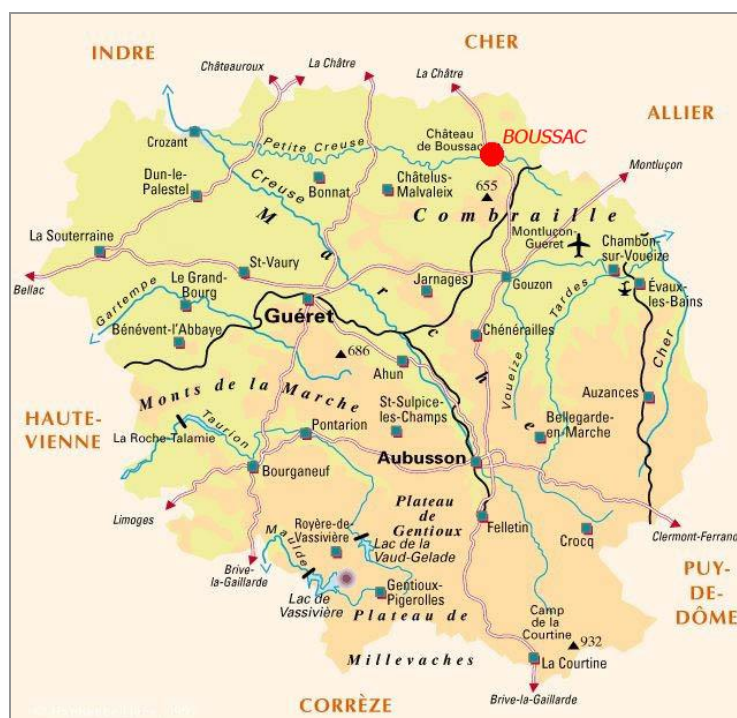 CHER
INDRE
Châteauroux
La Châtre
La Châtre
ALLIER
Château
de Boussac
BOUSSAC
Crozant
Petite Creuse
Montluçon
Dun-le-
Palestel
Creuse
Bonnat
Châtelus-
Malvaleix
655
Combraille
Marche
La Souterraine
Montluçon-
Guéret
Chambon-
sur-Voueize
St-Vaury
Bellac
Le Grand-
Bourg
Jarnages
Gouzon
Évaux-
les-Bains
Gartempe
Guéret
Tardes
Bénévent-l'Abbaye
Chénérailles
Voueize
Cher
686
Ahun
Monts de la Marche
St-Sulpice-
les-Champs
Auzances
HAUTE-
VIENNE
Taurion
La Roche-Talamie
Pontarion
Bellegarde-
en-Marche
Aubusson
Bourganeuf
Plateau
de
Gentioux
Limoges
Royère-de-
Vassivière
Felletin
Crocq
Clermont-Ferrand
Maulde
Lac de la
Vaud-Gelade
Brive-
la-Gaillarde
PUY-
DE-
DÔME
Lac de
Vassivière
Gentioux-
Pigerolles
Plateau de
Millevaches
Camp
de la
Courtine
932
La Courtine
Brive-la-Gaillarde
CORRÈZE